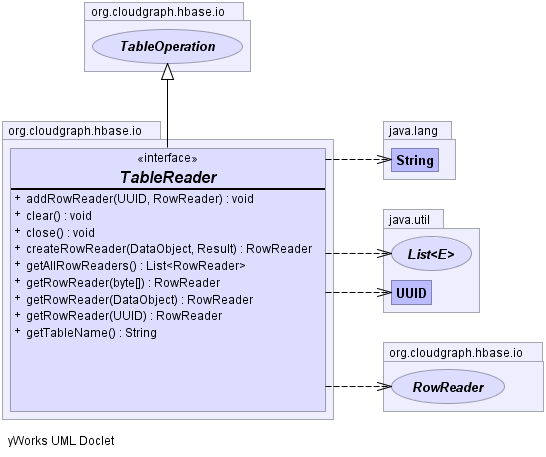 org.cloudgraph.hbase.io
TableOperation
org.cloudgraph.hbase.io
«interface»
TableReader
+ addRowReader(UUID, RowReader) : void
+ clear() : void
+ close() : void
+ createRowReader(DataObject, Result) : RowReader
+ getAllRowReaders() : List<RowReader>
+ getRowReader(byte[]) : RowReader
+ getRowReader(DataObject) : RowReader
+ getRowReader(UUID) : RowReader
+ getTableName() : String
java.lang
String
java.util
List<E>
UUID
org.cloudgraph.hbase.io
RowReader
yWorks UML Doclet